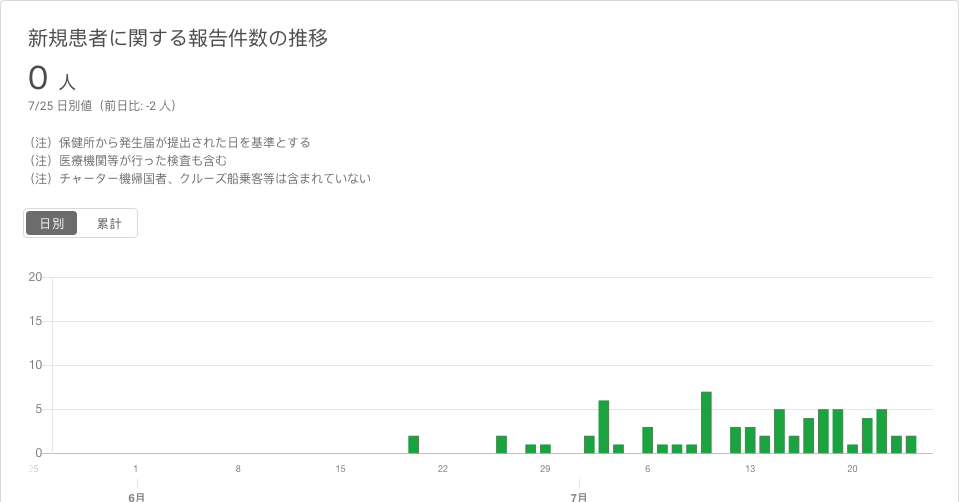 新規患者に関する報告件数の推移
0 人
7/25 日別値（前日比: -2 人）
（注）保健所から発生届が提出された日を基準とする
（注）医療機関等が行った検査も含む
（注）チャーター機帰国者、クルーズ船乗客等は含まれていない
日別 累計
20
15
10
5
0
25 1 8 15 22 29 6 13 20
6月 7月